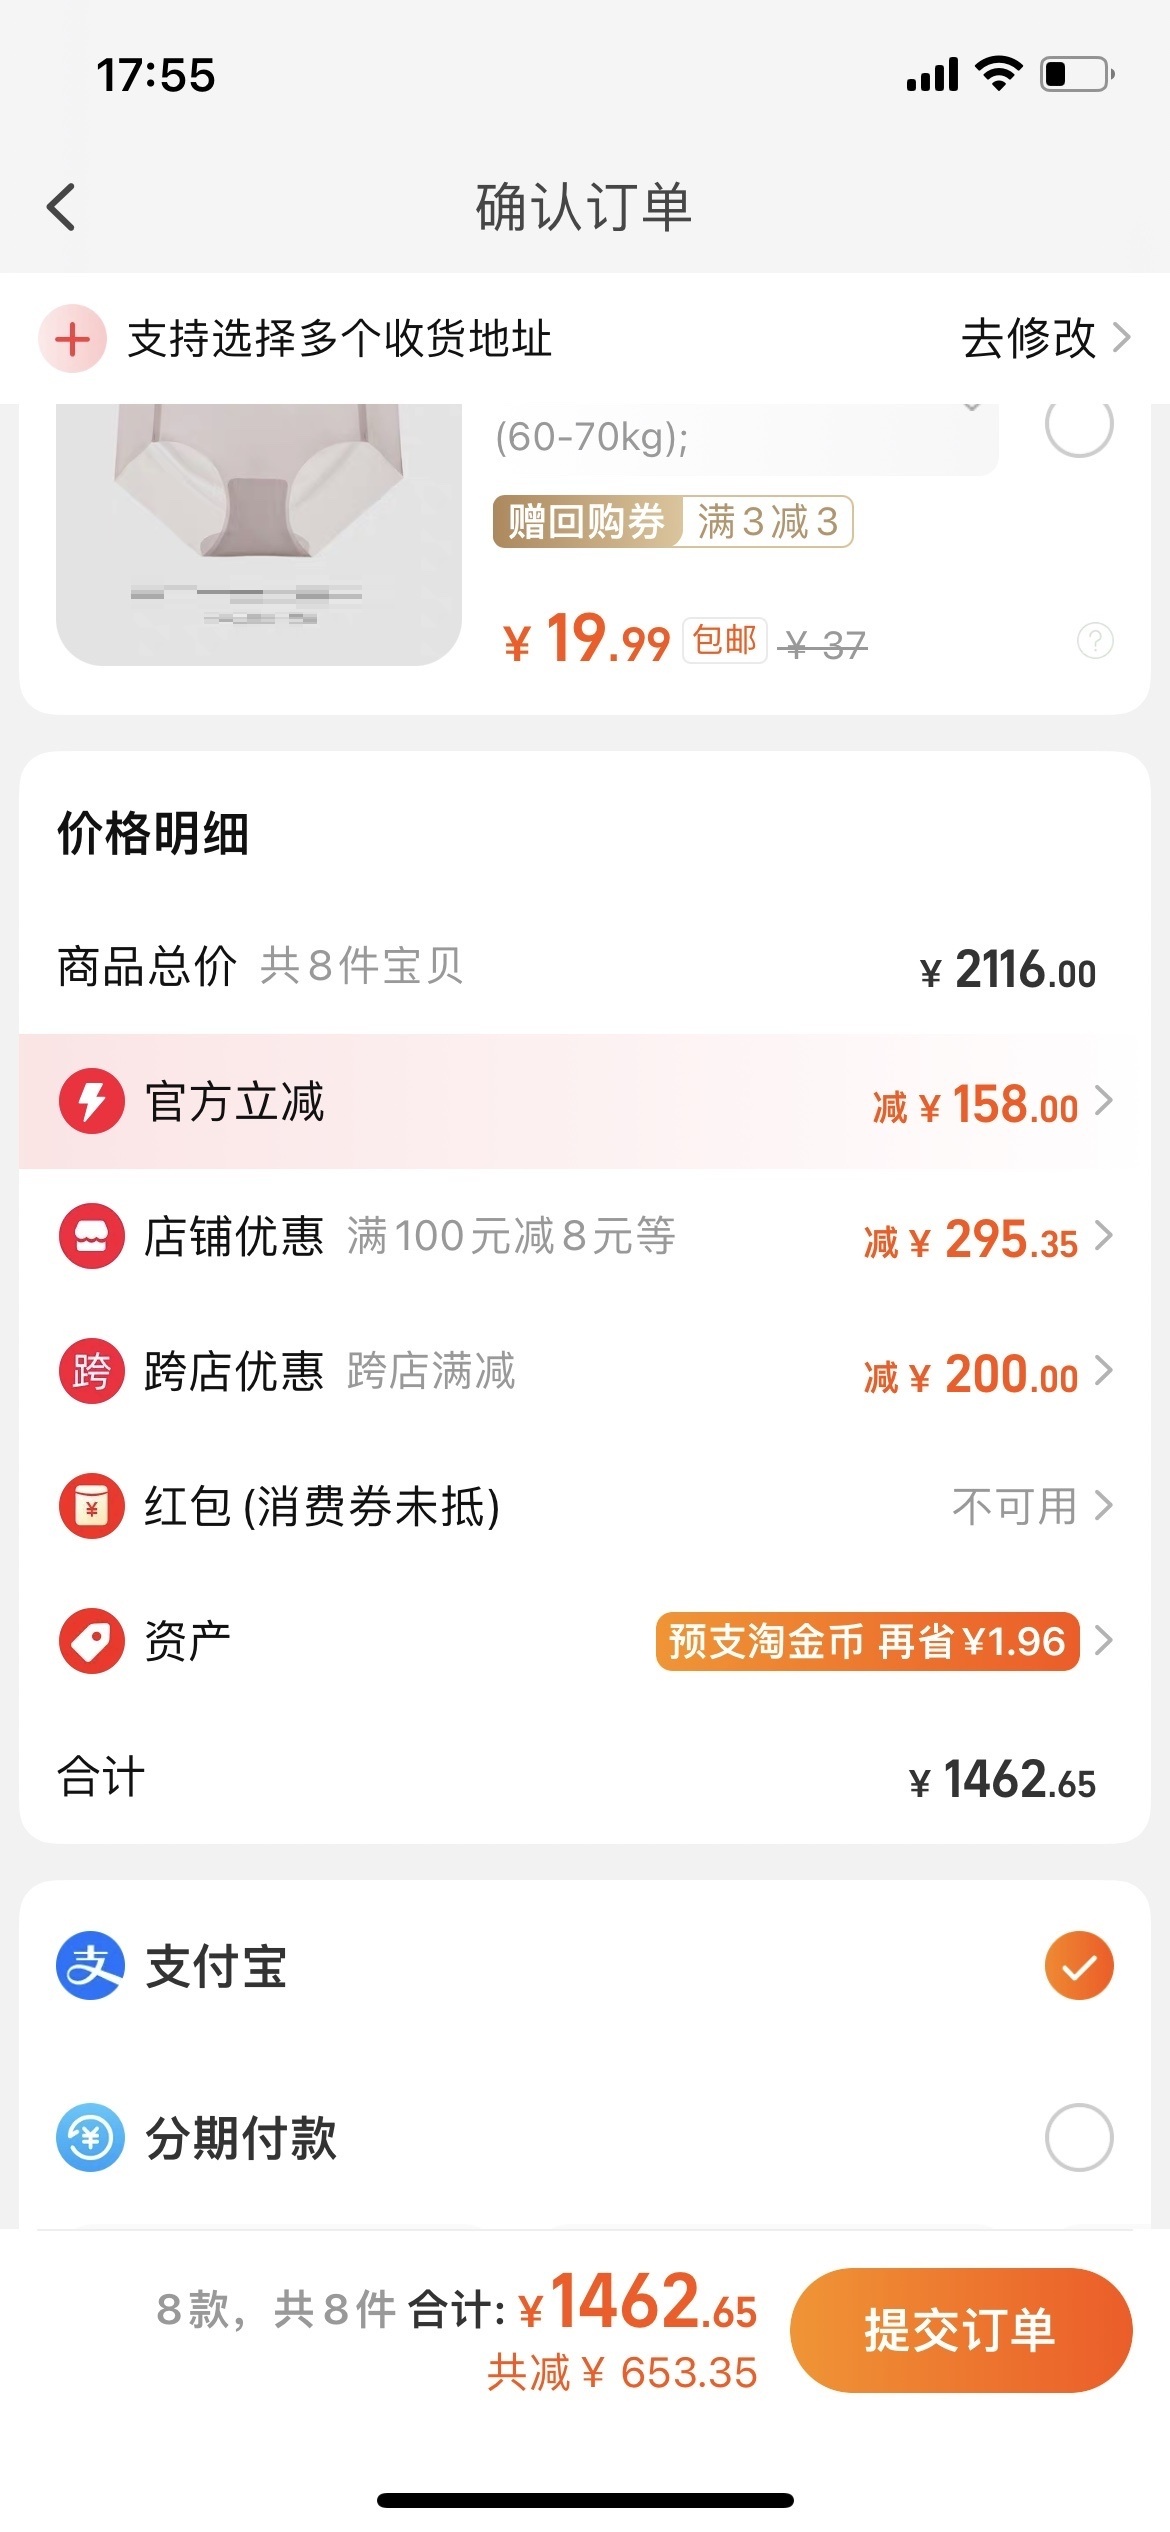 17:55
确认订单
支持选择多个收货地址 去修改
(60-70kg);
赠回购券 满3减3
¥ 19.99 包邮 ¥ 37
?
价格明细
商品总价 共8件宝贝 ¥ 2116.00
官方立减 减 ¥ 158.00
店铺优惠 满100元减8元等 减 ¥ 295.35
跨 跨店优惠 跨店满减 减 ¥ 200.00
¥ 红包 (消费券未抵) 不可用
资产 预支淘金币 再省¥1.96
合计 ¥ 1462.65
支 支付宝
¥ 分期付款
8款，共8件 合计: ¥1462.65
提交订单
共减 ¥ 653.35